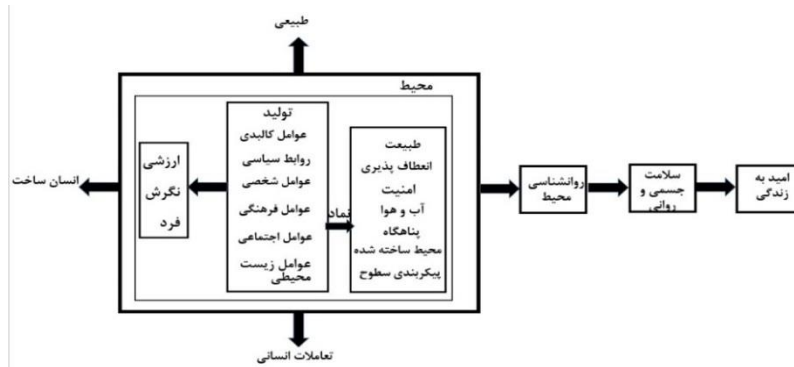 طبیعی
محیط
تولید
عوامل کالبدی
روابط سیاسی
عوامل شخصی
عوامل فرهنگی
عوامل اجتماعی
عوامل زیست
محیطی
ارزشی
نگرش
فرد
انسان ساخت
نماد
طبیعت
انعطاف پذیری
امنیت
آب و هوا
پناهگاه
محیط ساخته شده
پیکربندی سطوح
روانشناسی
محیط
سلامت
جسمی و
روانی
امید به
زندگی
تعاملات انسانی